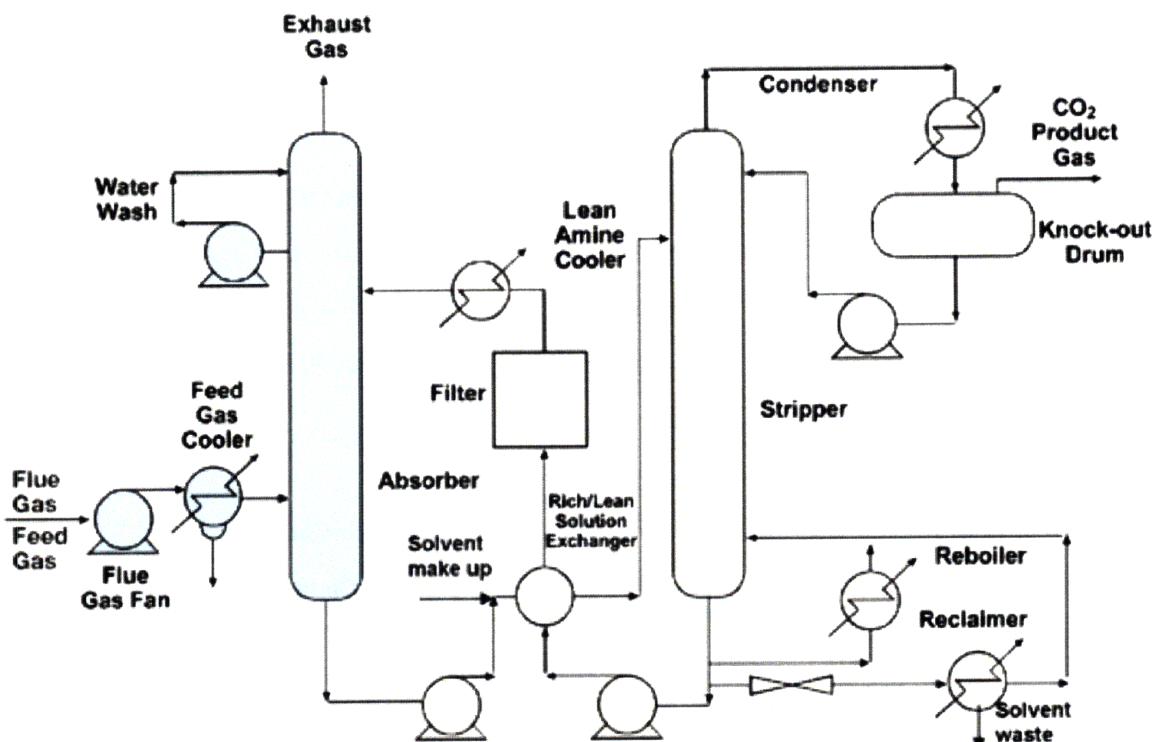 Exhaust
Gas
Condenser
CO₂
Product
Gas
Water
Wash
Lean
Amine
Cooler
Knock-out
Drum
Feed
Gas
Cooler
Filter
Stripper
Absorber
Flue
Gas
Feed
Gas
Flue
Gas Fan
Rich/Lean
Solution
Exchanger
Solvent
make up
Reboiler
Reclaimer
Solvent
waste